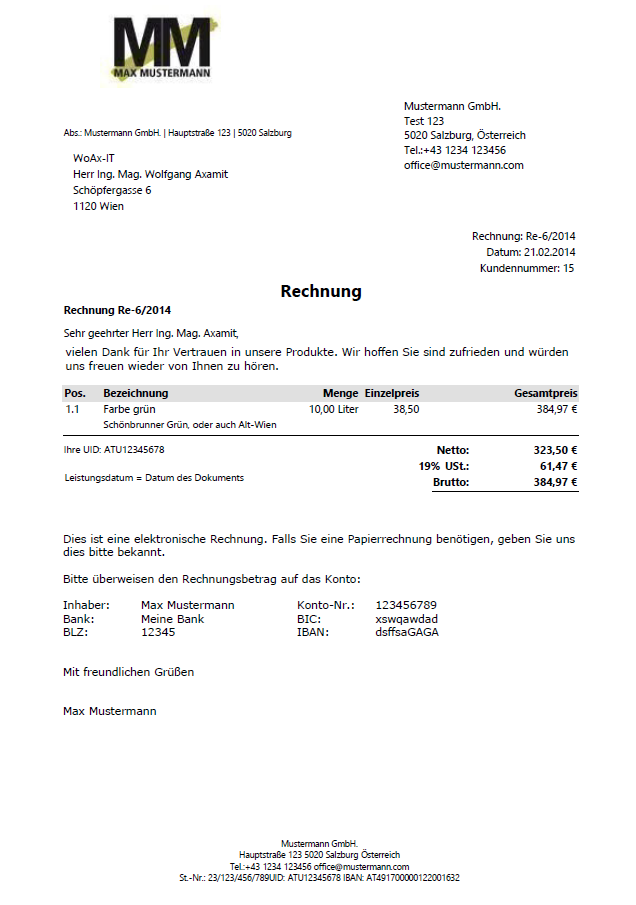 MM
MAX MUSTERMANN
Mustermann GmbH.
Test 123
5020 Salzburg, Österreich
Tel.:+43 1234 123456
office@mustermann.com
Abs.: Mustermann GmbH. | Hauptstraße 123 | 5020 Salzburg
WoAx-IT
Herr Ing. Mag. Wolfgang Axamit
Schöpfergasse 6
1120 Wien
Rechnung: Re-6/2014
Datum: 21.02.2014
Kundennummer: 15
Rechnung
Rechnung Re-6/2014
Sehr geehrter Herr Ing. Mag. Axamit,
vielen Dank für Ihr Vertrauen in unsere Produkte. Wir hoffen Sie sind zufrieden und würden
uns freuen wieder von Ihnen zu hören.
Pos. Bezeichnung Menge Einzelpreis Gesamtpreis
1.1 Farbe grün 10,00 Liter 38,50 384,97 €
Schönbrunner Grün, oder auch Alt-Wien
Ihre UID: ATU12345678 Netto: 323,50 €
19% USt.: 61,47 €
Leistungsdatum = Datum des Dokuments Brutto: 384,97 €
Dies ist eine elektronische Rechnung. Falls Sie eine Papierrechnung benötigen, geben Sie uns
dies bitte bekannt.
Bitte überweisen den Rechnungsbetrag auf das Konto:
Inhaber: Max Mustermann Konto-Nr.: 123456789
Bank: Meine Bank BIC: xswqawdad
BLZ: 12345 IBAN: dsffsaGAGA
Mit freundlichen Grüßen
Max Mustermann
Mustermann GmbH.
Hauptstraße 123 5020 Salzburg Österreich
Tel.:+43 1234 123456 office@mustermann.com
St.-Nr.: 23/123/456/789UID: ATU12345678 IBAN: AT491700000122001632